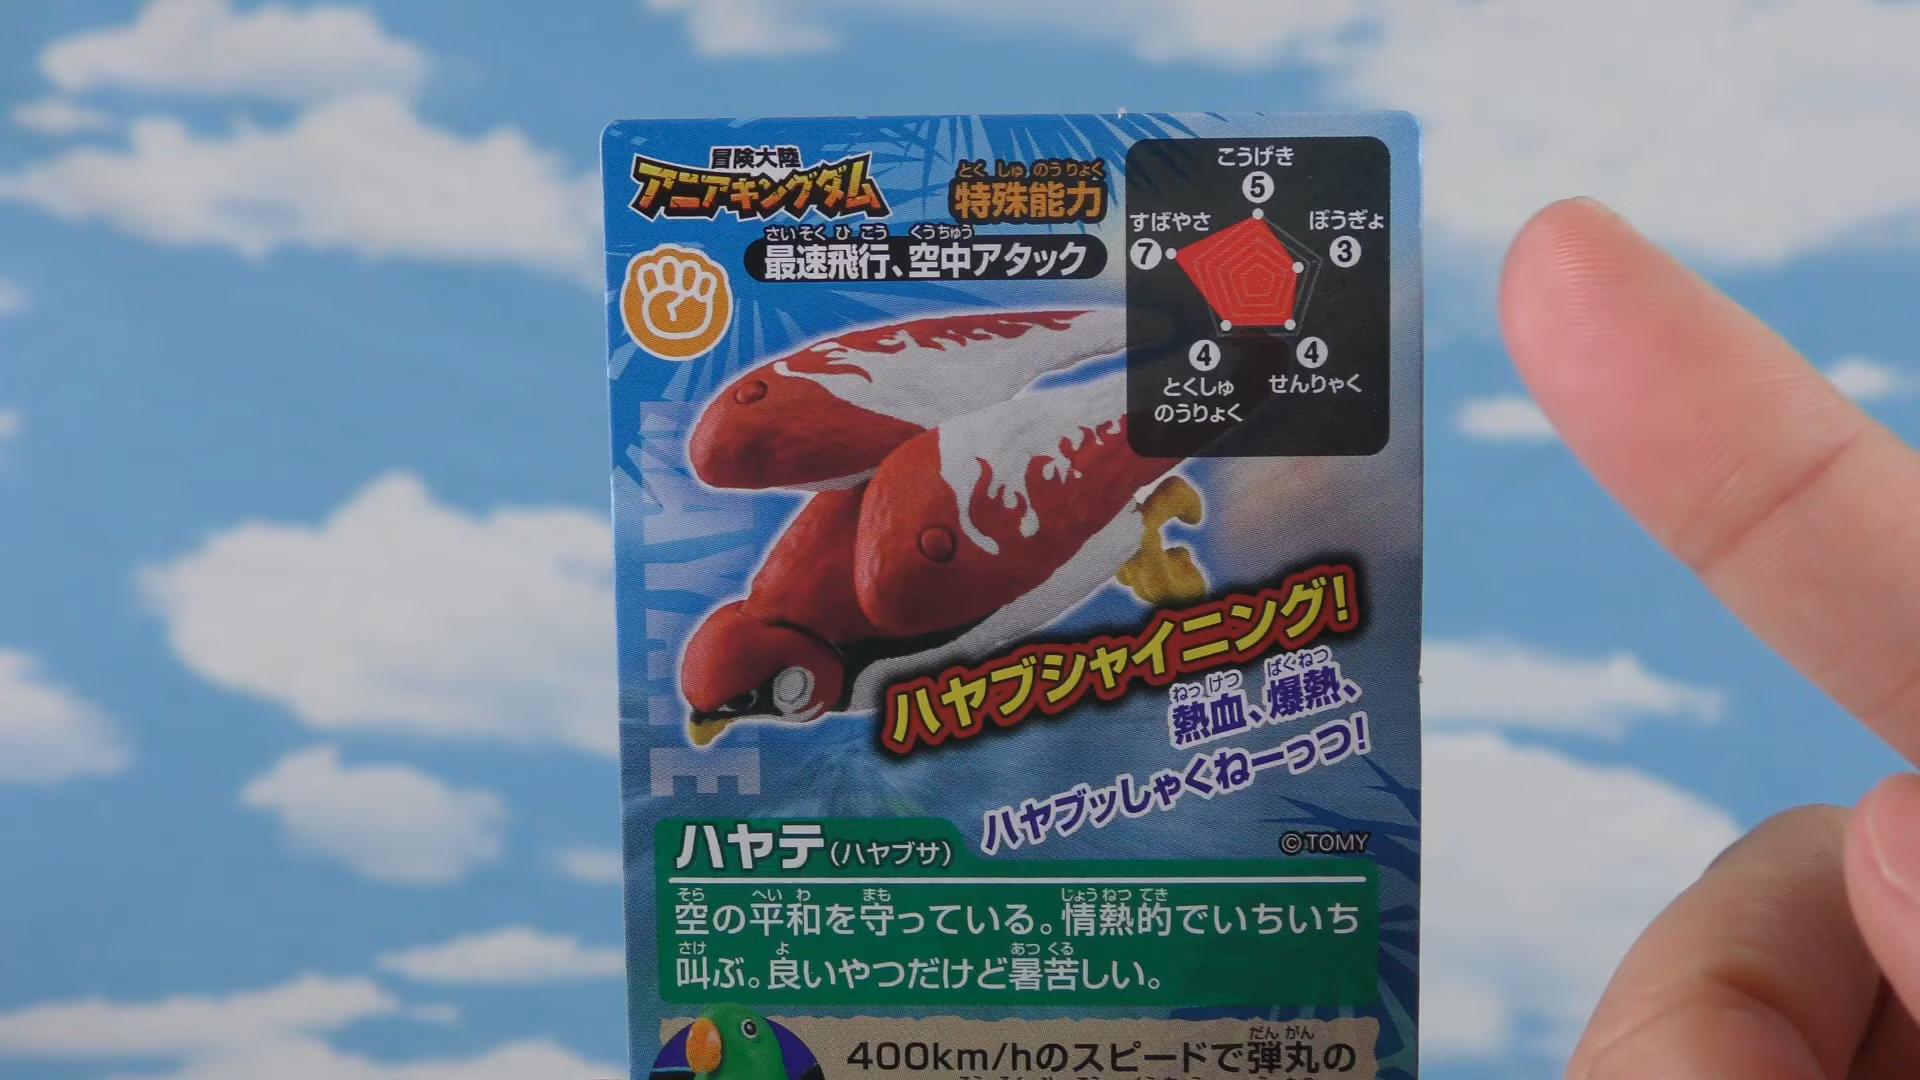 冒険大陸
アニアキングダム
とくしゅのうりょく
特殊能力
さいそくひこう くうちゅう
最速飛行、空中アタック
こうげき
5
ぼうぎょ
3
せんりゃく
4
とくしゅ
のうりょく
4
すばやさ
7
HAYATE
ハヤブシャイニング!
ねっけつ ばくねつ
熱血、爆熱、
ハヤブッしゃくねーっつ!
©TOMY
ハヤテ(ハヤブサ)
そら へいわ まも じょうねつてき
空の平和を守っている。情熱的でいちいち
さけ よ あつくる
叫ぶ。良いやつだけど暑苦しい。
だんがん
400km/hのスピードで弾丸の